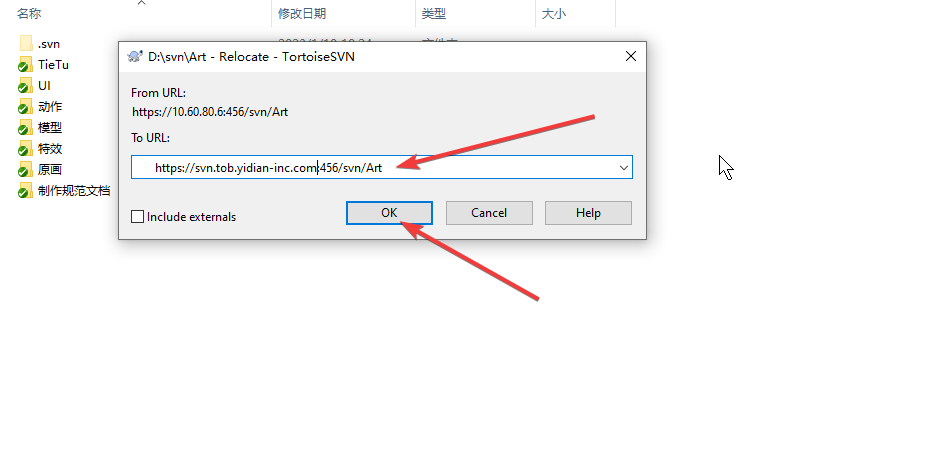 名称 修改日期 类型 大小
.svn
TieTu
UI
动作
模型
特效
原画
制作规范文档
D:\svn\Art - Relocate - TortoiseSVN
From URL:
https://10.60.80.6:456/svn/Art
To URL:
https://svn.tob.yidian-inc.com:456/svn/Art
Include externals
OK Cancel Help